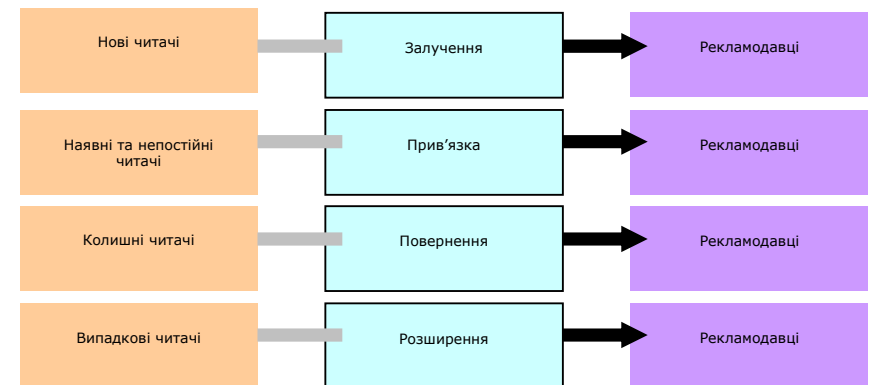 Нові читачі
Залучення
Рекламодавці
Наявні та непостійні
читачі
Прив’язка
Рекламодавці
Колишні читачі
Повернення
Рекламодавці
Випадкові читачі
Розширення
Рекламодавці